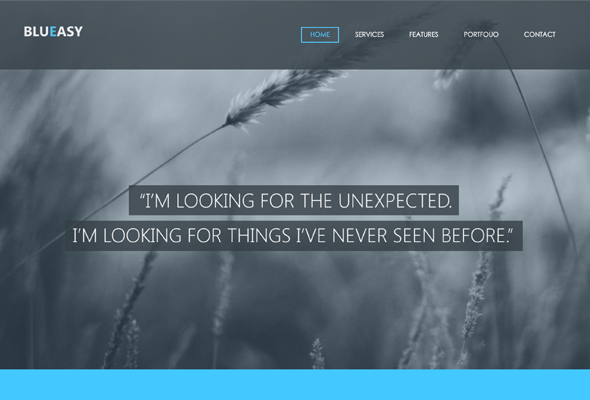 BLUEASY
HOME SERVICES FEATURES PORTFOLIO CONTACT
“I’M LOOKING FOR THE UNEXPECTED.
I’M LOOKING FOR THINGS I’VE NEVER SEEN BEFORE.”